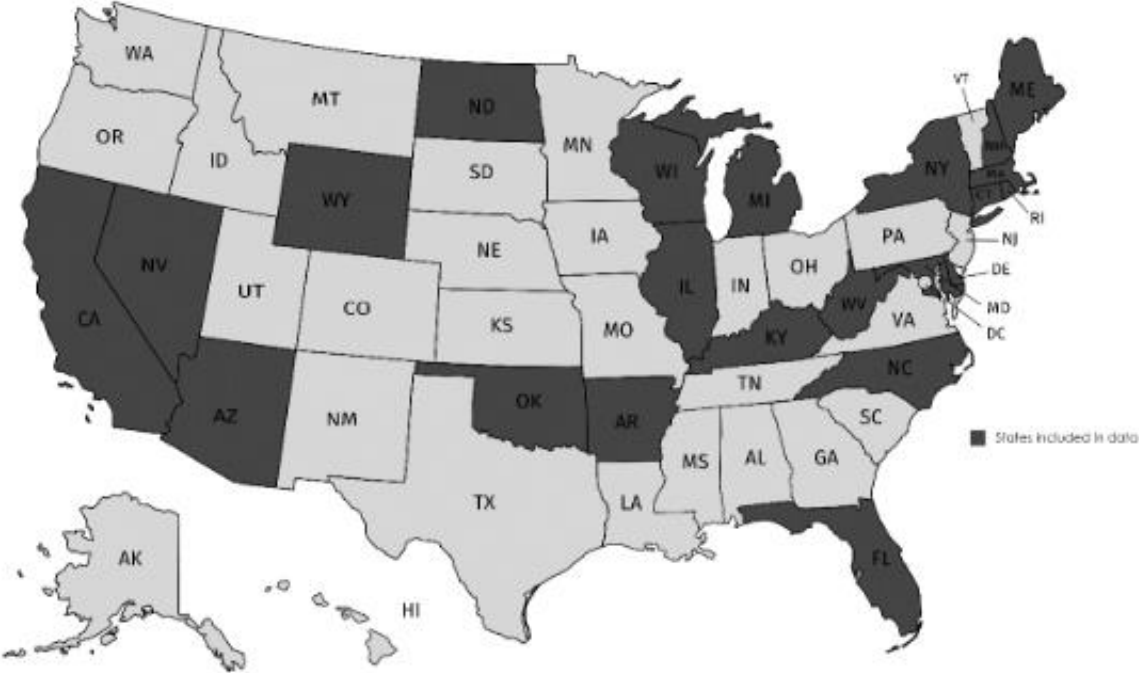 WA
VT
ME
MT
ND
OR
MN
NH
ID
SD
WI
NY
MA
WY
MI
CT
RI
IA
PA
NJ
NE
NV
OH
DE
UT
IL
IN
CO
WV
MD
CA
KS
MO
VA
DC
KY
NC
TN
OK
AZ
NM
AR
SC
States included in data
MS
AL
GA
TX
LA
AK
FL
HI